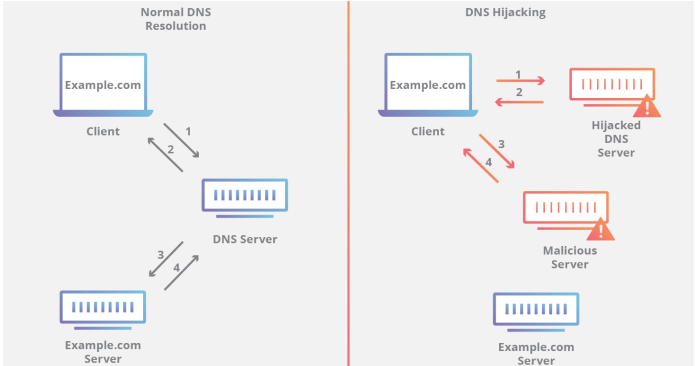 Normal DNS
Resolution
Example.com
Client
1
2
DNS Server
3
4
Example.com
Server
DNS Hijacking
Example.com
Client
1
2
Hijacked
DNS
Server
3
4
Malicious
Server
Example.com
Server